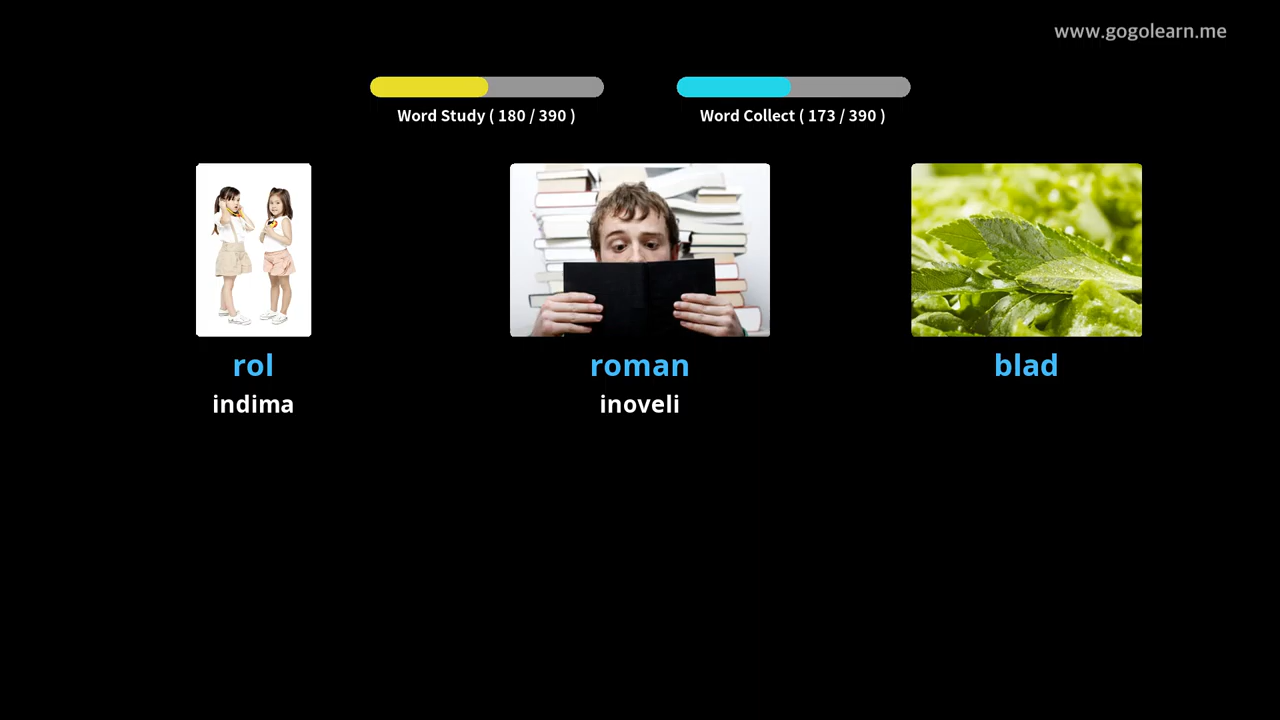 www.gogolearn.me
Word Study ( 180 / 390 )
Word Collect ( 173 / 390 )
rol
indima
roman
inoveli
blad